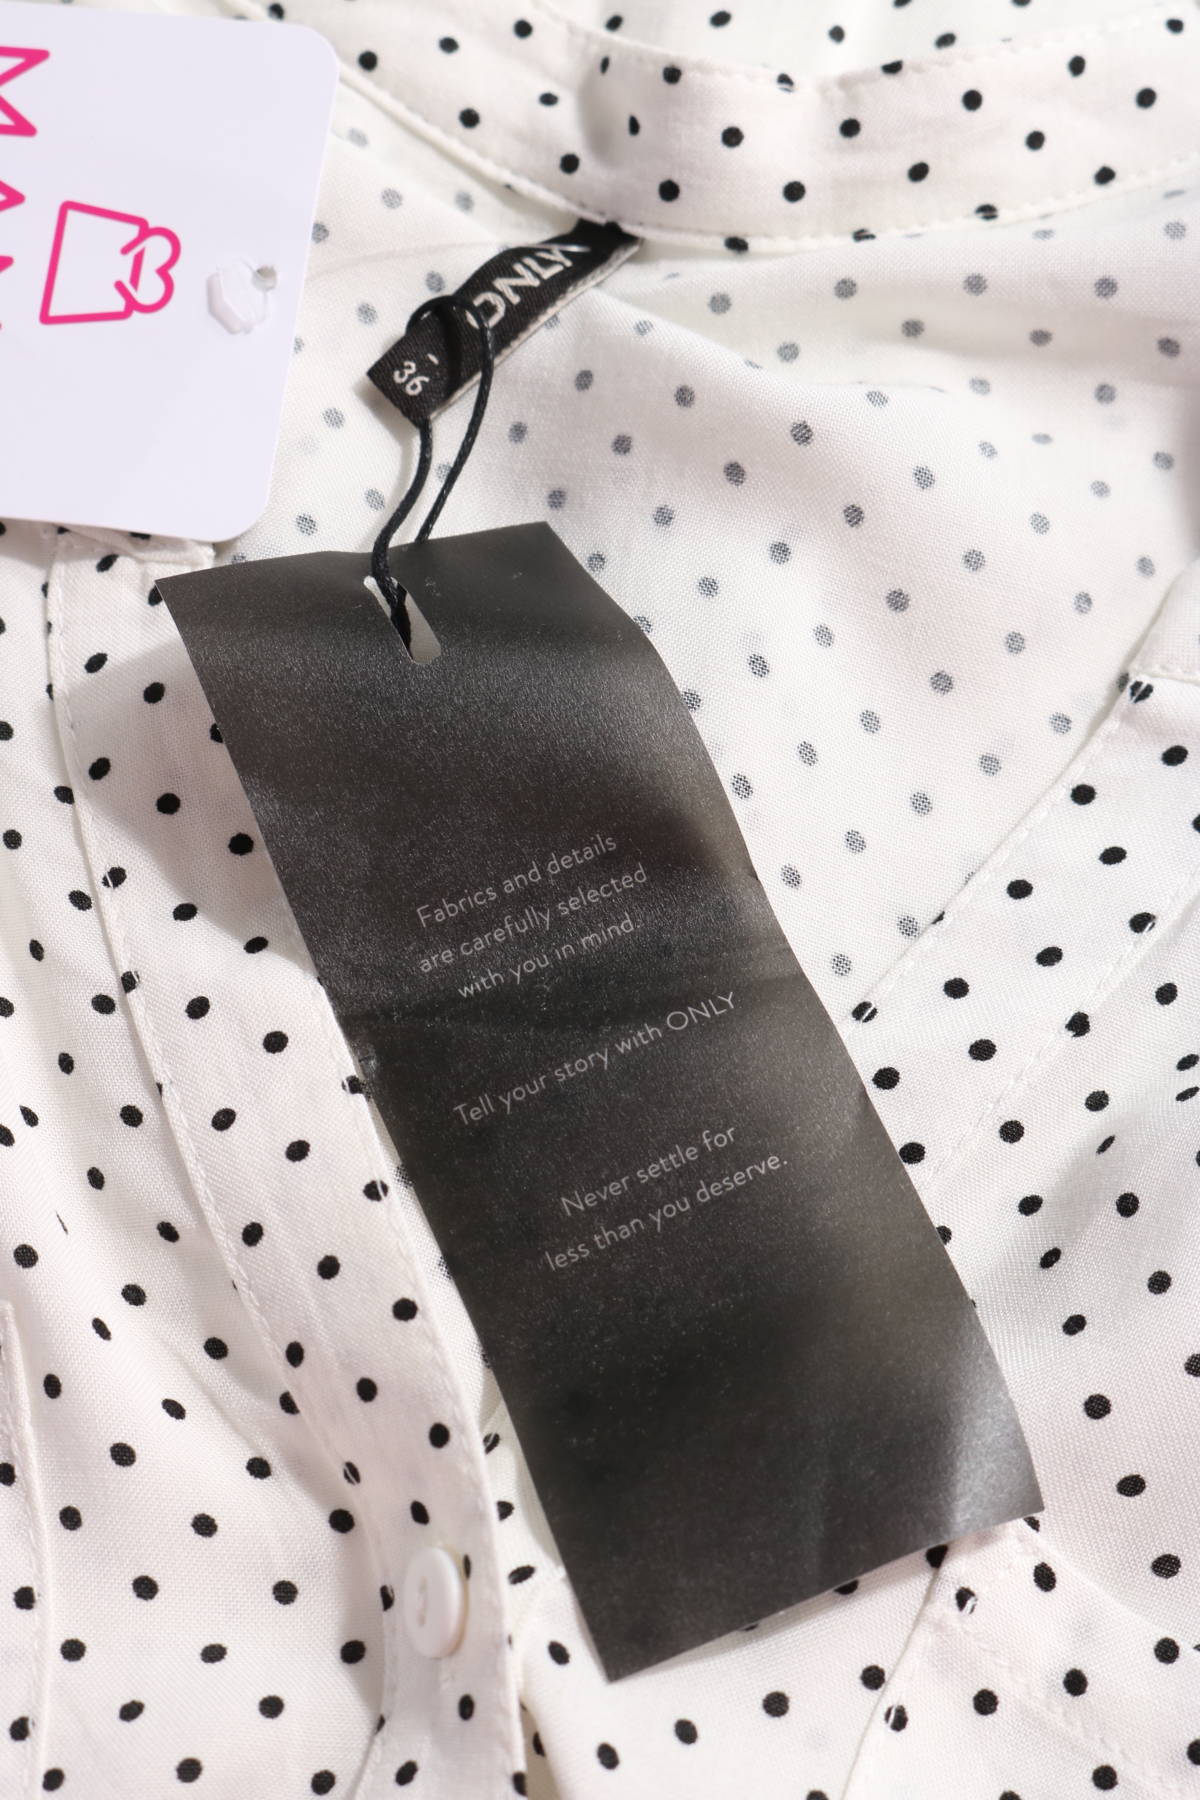 ONLY
36
Fabrics and details
are carefully selected
with you in mind.
Tell your story with ONLY
Never settle for
less than you deserve.